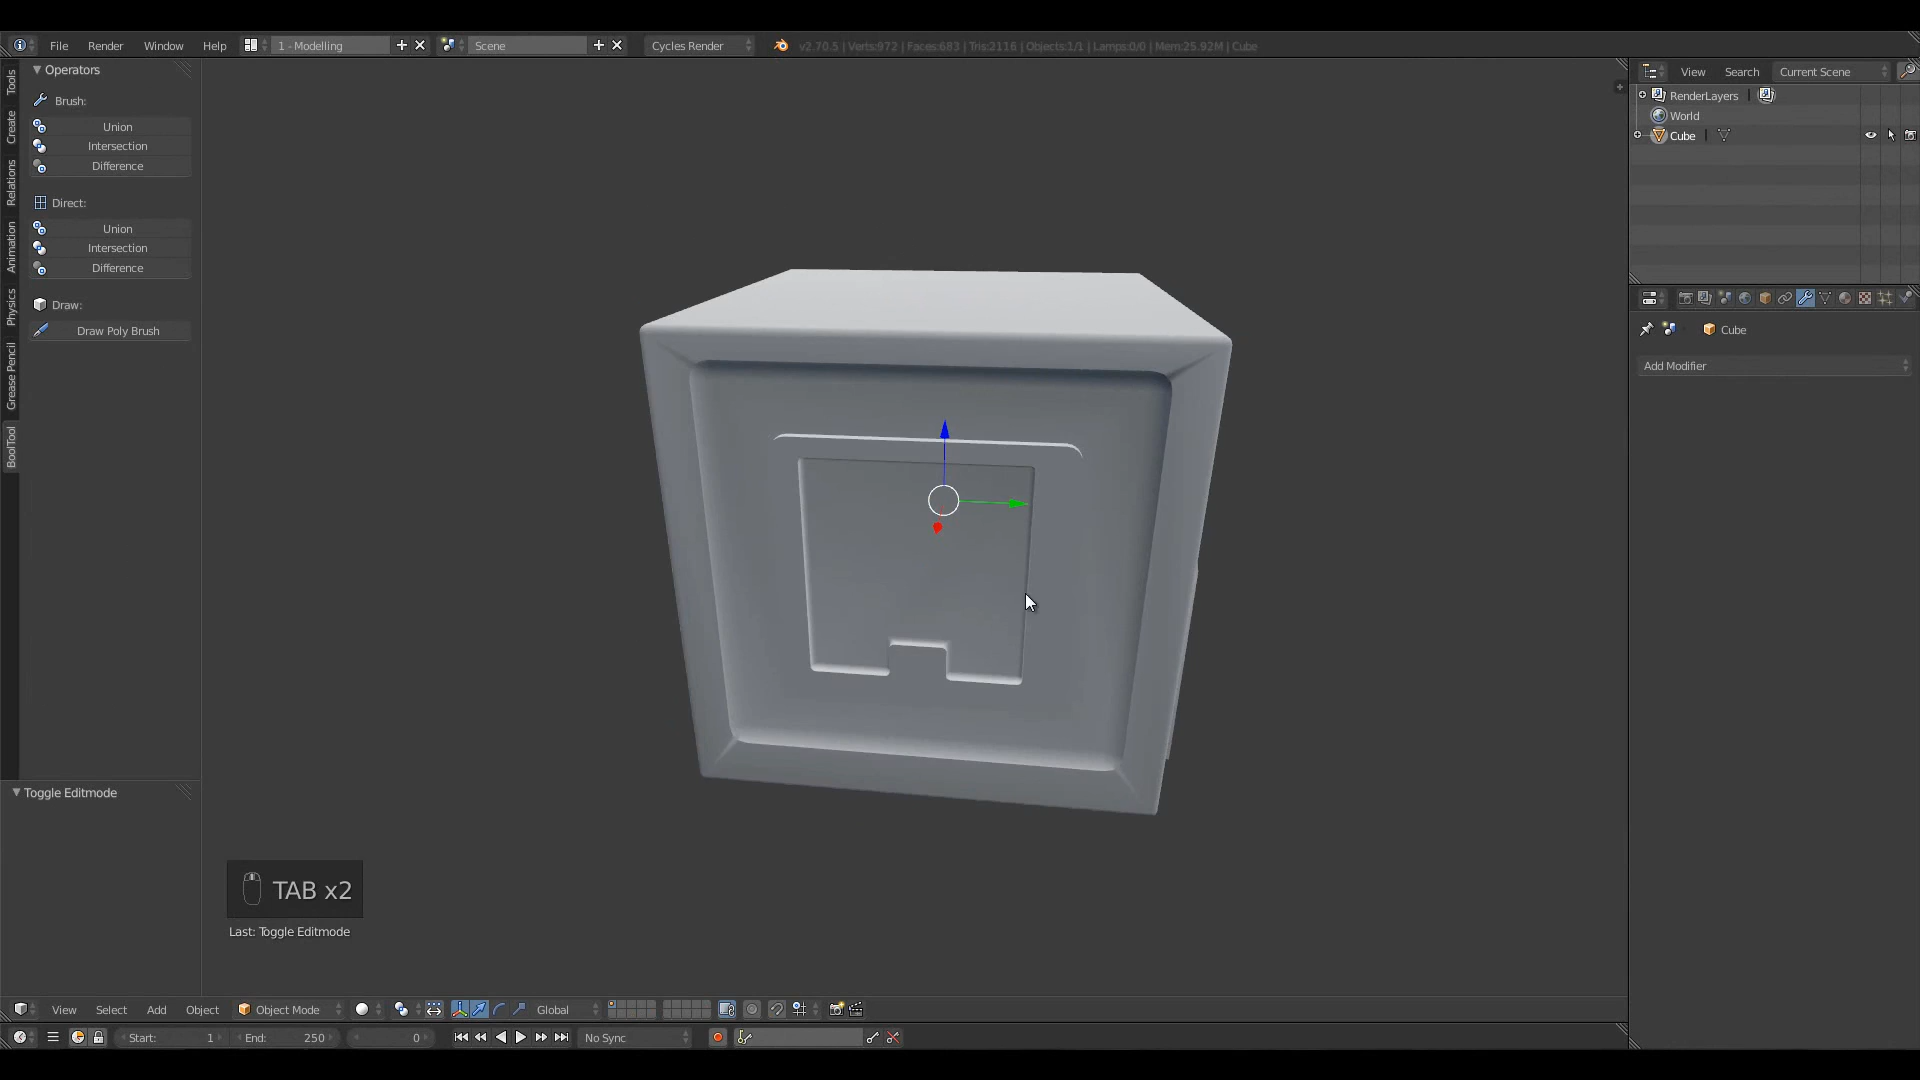 File Render Window Help 1 - Modelling Scene Cycles Render v2.70.5 | Verts:972 | Faces:683 | Tris:2116 | Objects:1/1 | Lamps:0/0 | Mem:25.92M | Cube
Operators
Brush:
Union
Intersection
Difference
Direct:
Union
Intersection
Difference
Draw:
Draw Poly Brush
Tools
Create
Relations
Animation
Physics
Grease Pencil
BoolTool
View Search Current Scene
RenderLayers
World
Cube
Cube
Add Modifier
Toggle Editmode
TAB x2
Last: Toggle Editmode
View Select Add Object Object Mode Global
Start: 1 End: 250 0 No Sync